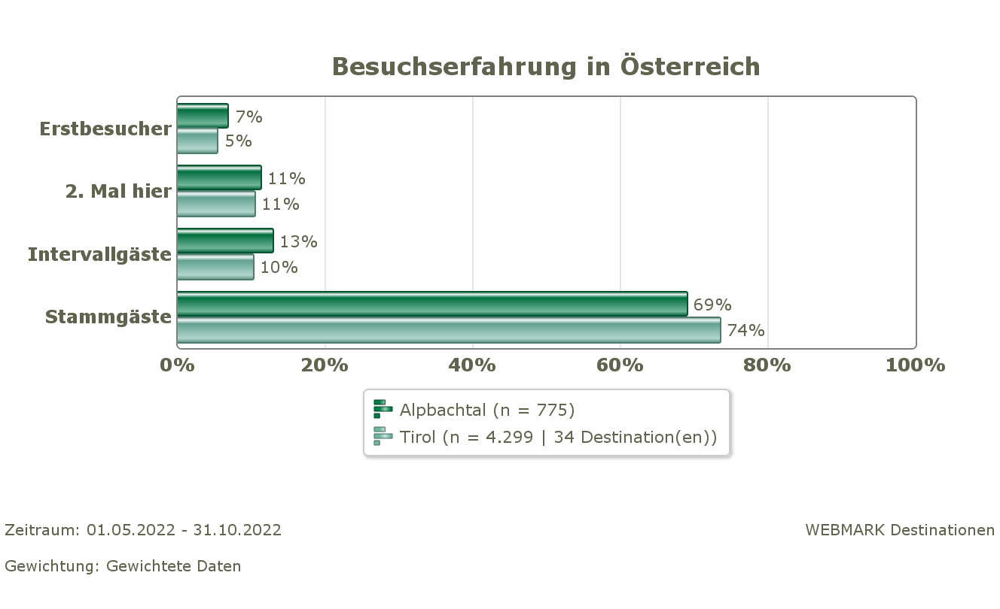 Besuchserfahrung in Österreich
Erstbesucher
7%
5%
2. Mal hier
11%
11%
Intervallgäste
13%
10%
Stammgäste
69%
74%
0% 20% 40% 60% 80% 100%
Alpbachtal (n = 775)
Tirol (n = 4.299 | 34 Destination(en))
Zeitraum: 01.05.2022 - 31.10.2022
WEBMARK Destinationen
Gewichtung: Gewichtete Daten